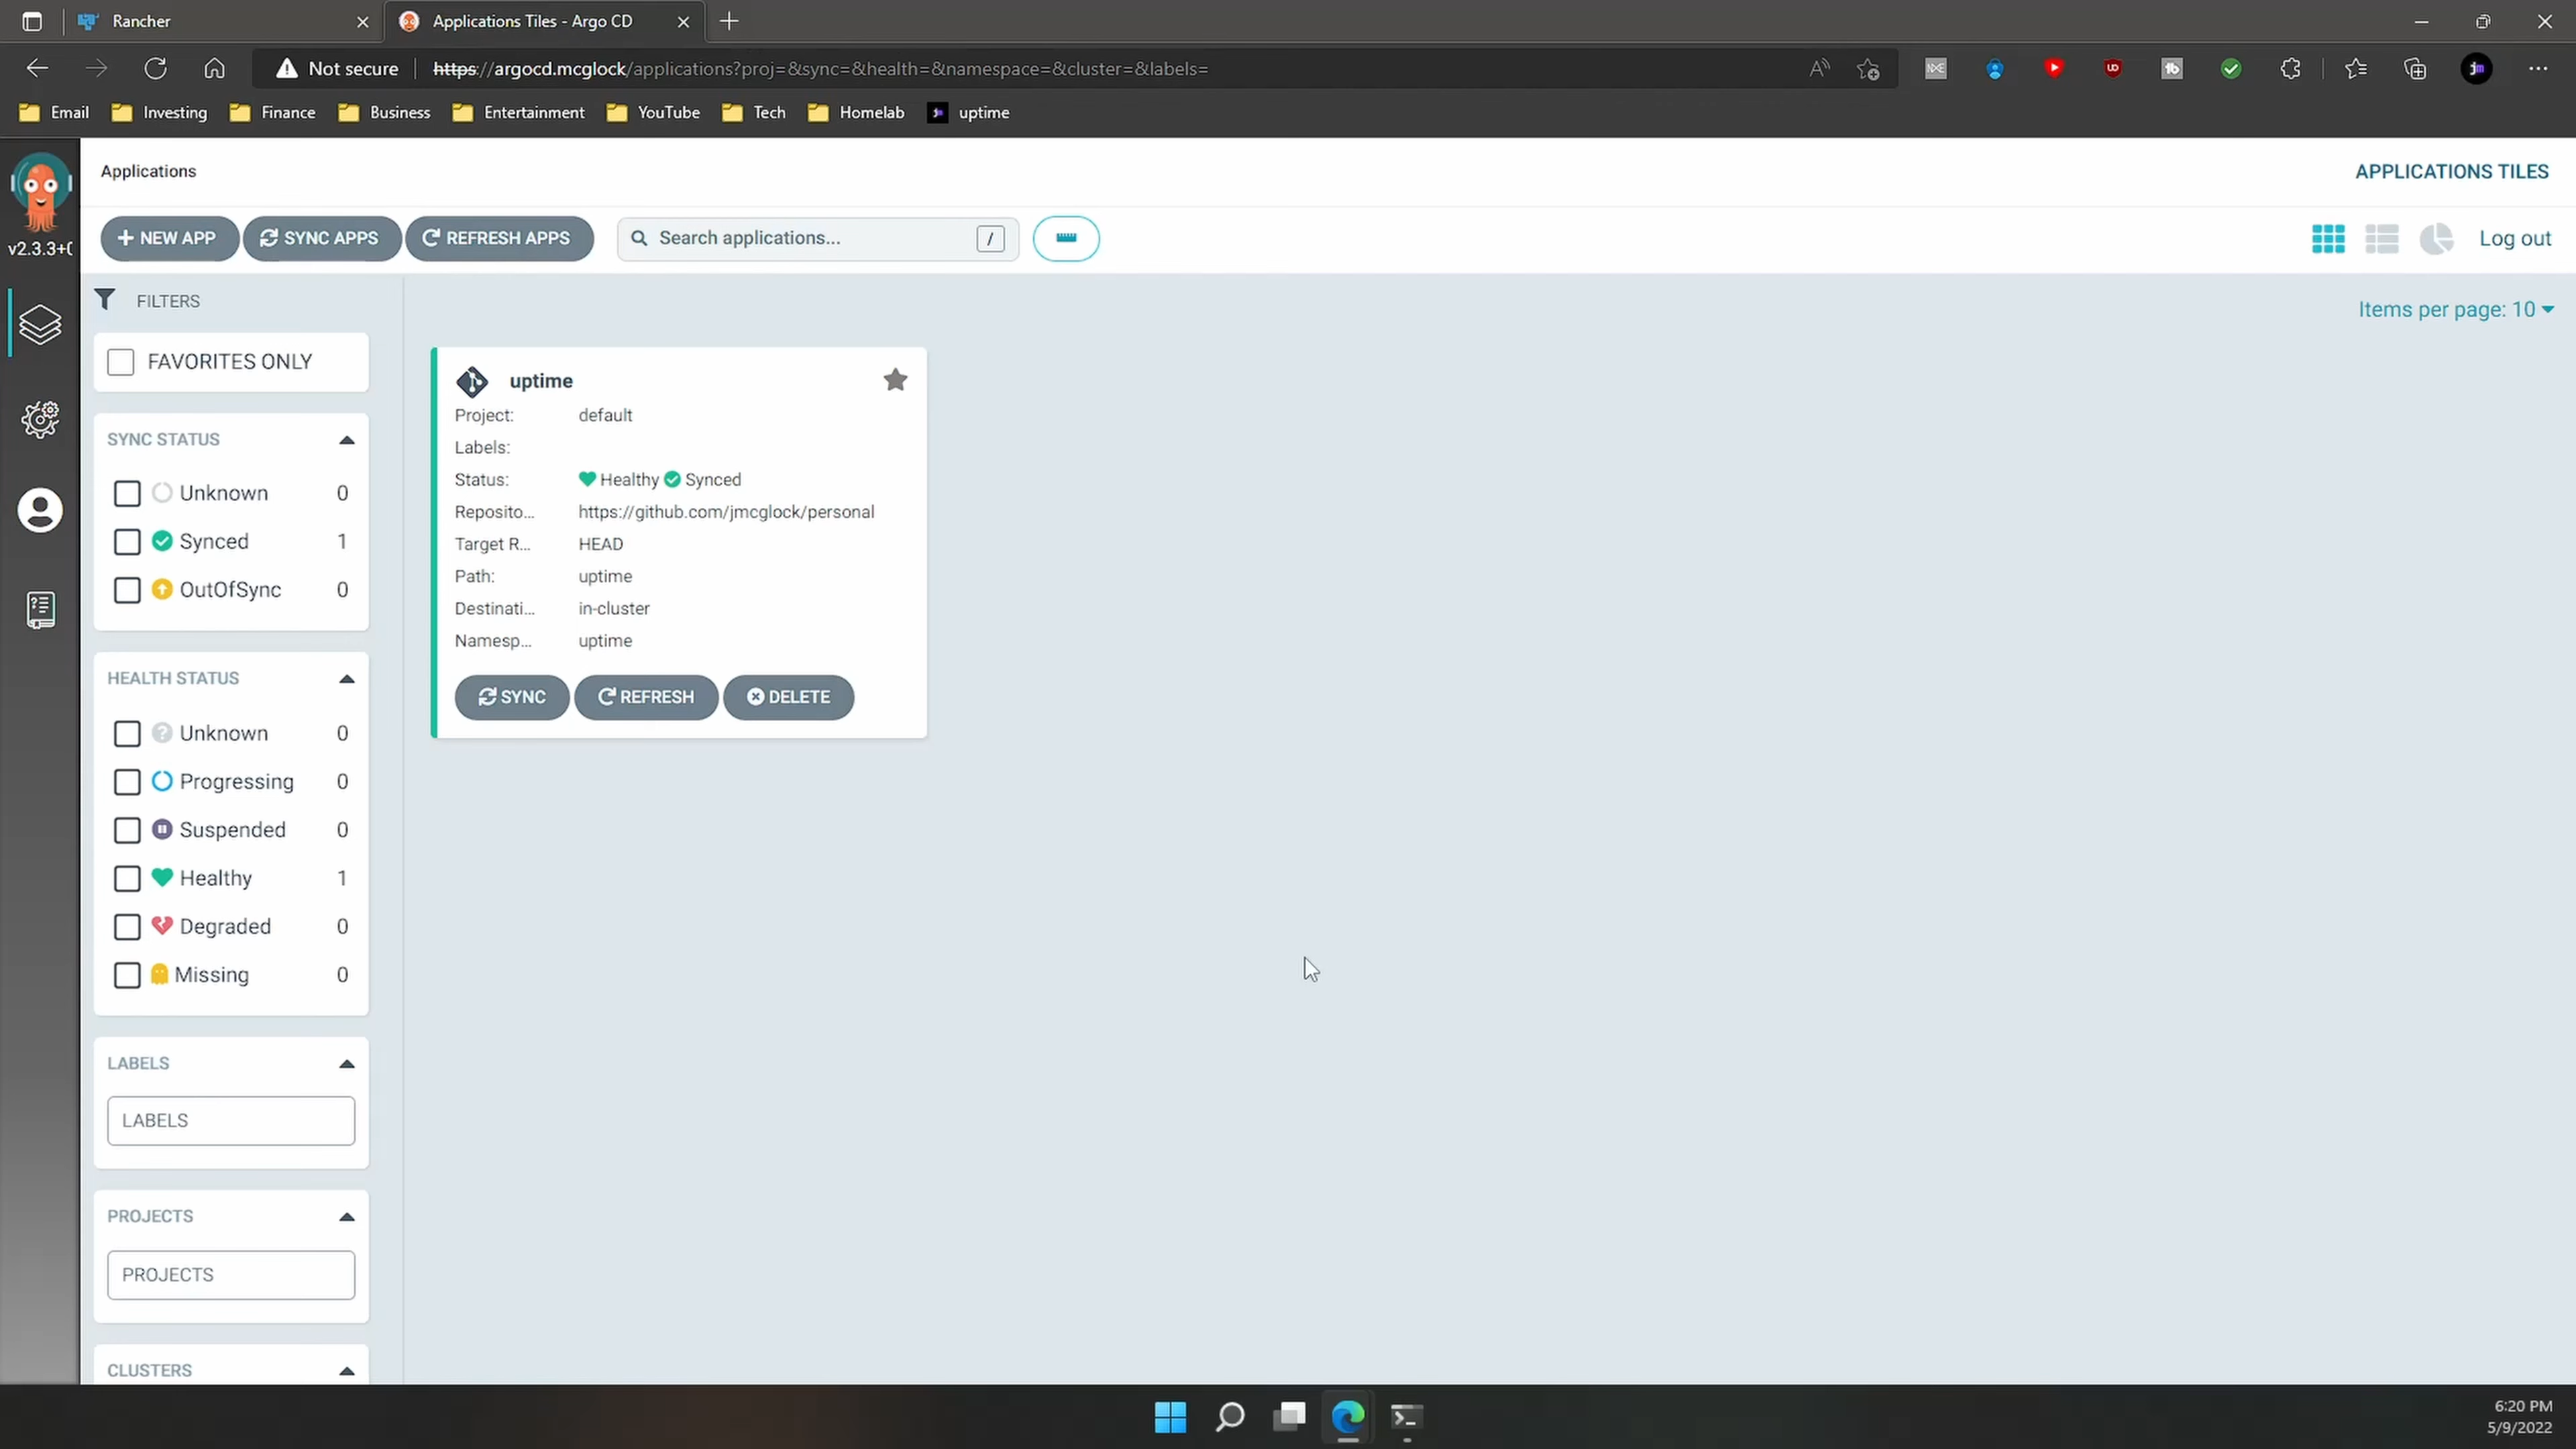 Rancher
Applications Tiles - Argo CD
Not secure
https://argocd.mcglock/applications?proj=&sync=&health=&namespace=&cluster=&labels=
Email
Investing
Finance
Business
Entertainment
YouTube
Tech
Homelab
uptime
Applications
APPLICATIONS TILES
v2.3.3+
NEW APP
SYNC APPS
REFRESH APPS
Search applications...
/
Log out
FILTERS
Items per page: 10
FAVORITES ONLY
SYNC STATUS
Unknown 0
Synced 1
OutOfSync 0
HEALTH STATUS
Unknown 0
Progressing 0
Suspended 0
Healthy 1
Degraded 0
Missing 0
LABELS
LABELS
PROJECTS
PROJECTS
CLUSTERS
uptime
Project: default
Labels:
Status: Healthy Synced
Reposito... https://github.com/jmcglock/personal
Target R... HEAD
Path: uptime
Destinati... in-cluster
Namesp... uptime
SYNC
REFRESH
DELETE
6:20 PM
5/9/2022